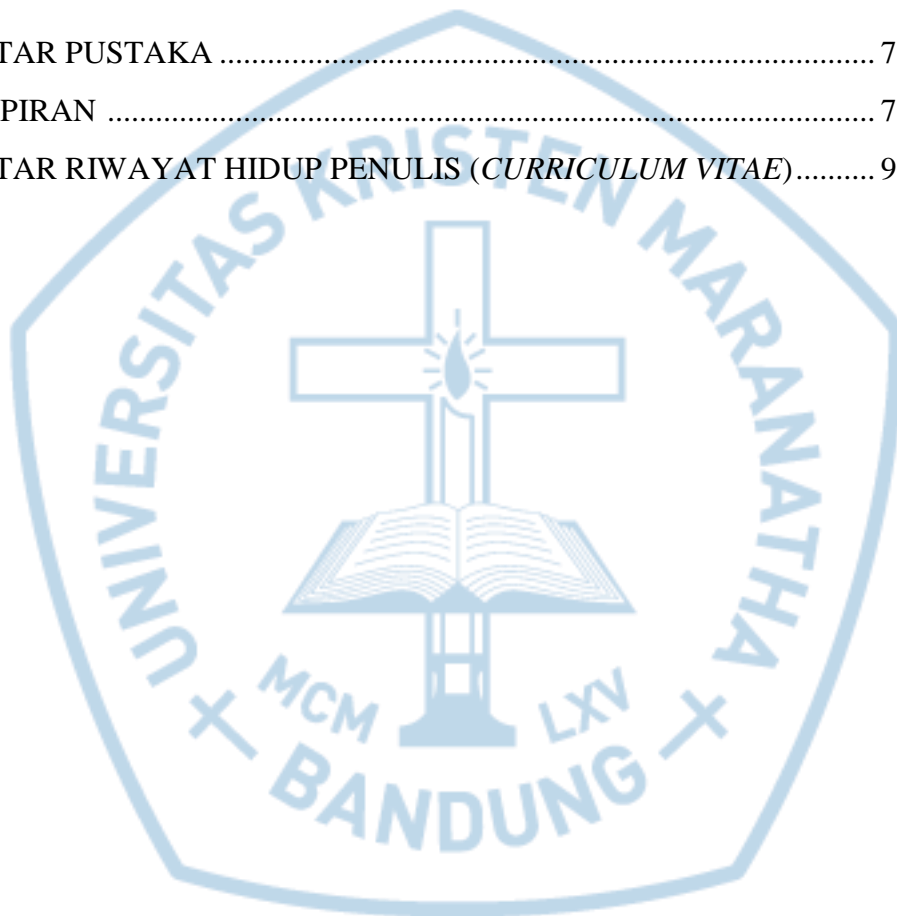 TAR PUSTAKA ................................................................................. 7
PIRAN ............................................................................................... 7
TAR RIWAYAT HIDUP PENULIS (CURRICULUM VITAE).......... 9
UNIVERSITAS KRISTEN MARANATHA
MCM LXV
BANDUNG